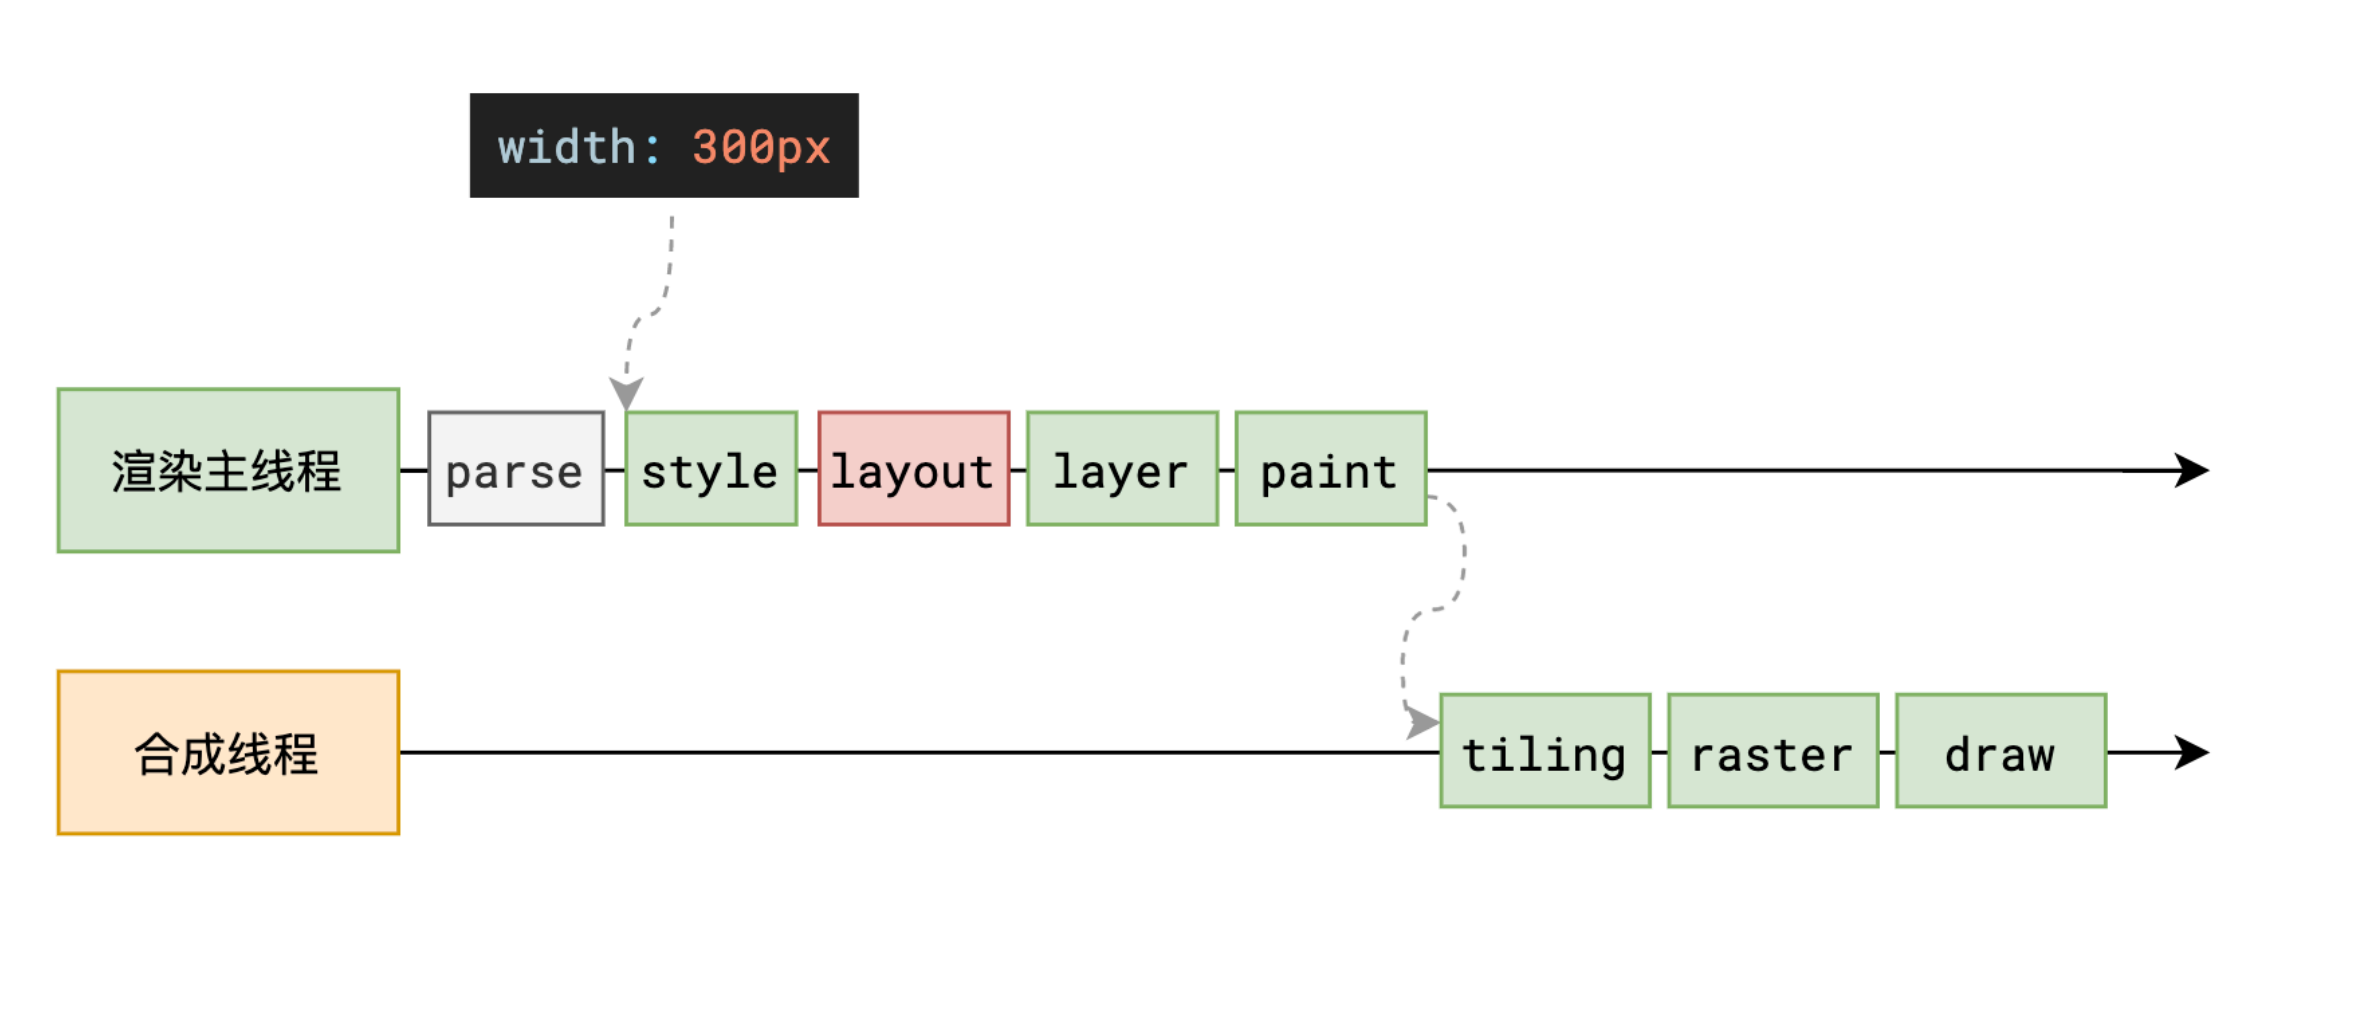 width: 300px
渲染主线程
parse
style
layout
layer
paint
合成线程
tiling
raster
draw